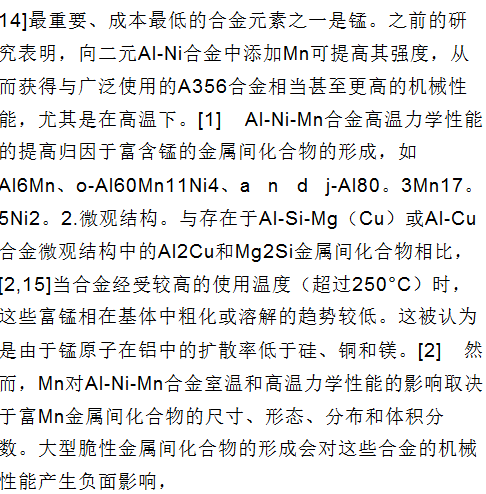 14]最重要、成本最低的合金元素之一是锰。之前的研
究表明，向二元Al-Ni合金中添加Mn可提高其强度，从
而获得与广泛使用的A356合金相当甚至更高的机械性
能，尤其是在高温下。[1] Al-Ni-Mn合金高温力学性能
的提高归因于富含锰的金属间化合物的形成，如
Al6Mn、o-Al60Mn11Ni4、a n d j-Al80。3Mn17。
5Ni2。2.微观结构。与存在于Al-Si-Mg（Cu）或Al-Cu
合金微观结构中的Al2Cu和Mg2Si金属间化合物相比，
[2,15]当合金经受较高的使用温度（超过250°C）时，
这些富锰相在基体中粗化或溶解的趋势较低。这被认为
是由于锰原子在铝中的扩散率低于硅、铜和镁。[2] 然
而，Mn对Al-Ni-Mn合金室温和高温力学性能的影响取决
于富Mn金属间化合物的尺寸、形态、分布和体积分
数。大型脆性金属间化合物的形成会对这些合金的机械
性能产生负面影响，